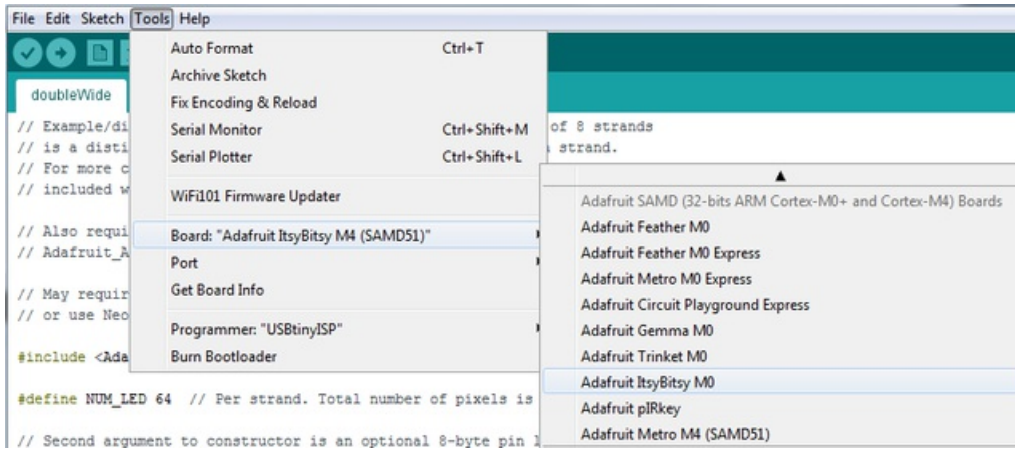 File Edit Sketch Tools Help
Auto Format Ctrl+T
Archive Sketch
Fix Encoding & Reload
Serial Monitor Ctrl+Shift+M
Serial Plotter Ctrl+Shift+L
WiFi101 Firmware Updater
Board: "Adafruit ItsyBitsy M4 (SAMD51)"
Port
Get Board Info
Programmer: "USBtinyISP"
Burn Bootloader
Adafruit SAMD (32-bits ARM Cortex-M0+ and Cortex-M4) Boards
Adafruit Feather M0
Adafruit Feather M0 Express
Adafruit Metro M0 Express
Adafruit Circuit Playground Express
Adafruit Gemma M0
Adafruit Trinket M0
Adafruit ItsyBitsy M0
Adafruit pIRkey
Adafruit Metro M4 (SAMD51)
doubleWide
// Example/di of 8 strands
// is a disti strand.
// For more c
// included w
// Also requi
// Adafruit_A
// May requir
// or use Neo
#include <Ada
#define NUM_LED 64 // Per strand. Total number of pixels is
// Second argument to constructor is an optional 8-byte pin l